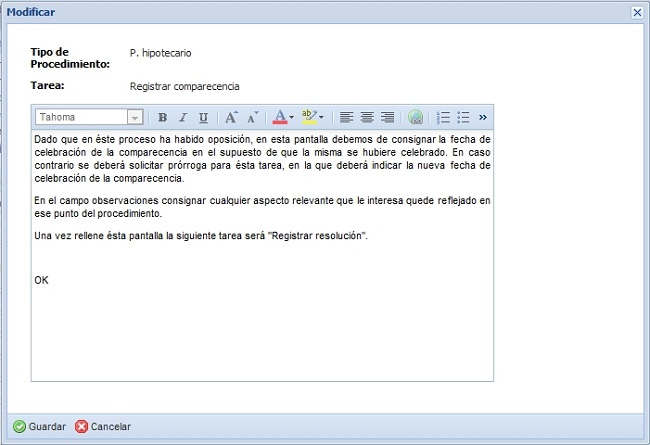 Modificar
Tipo de P. hipotecario
Procedimiento:
Tarea: Registrar comparecencia
Tahoma B I U A A A ab
Dado que en éste proceso ha habido oposición, en esta pantalla debemos de consignar la fecha de
celebración de la comparecencia en el supuesto de que la misma se hubiere celebrado. En caso
contrario se deberá solicitar prórroga para ésta tarea, en la que deberá indicar la nueva fecha de
celebración de la comparecencia.
En el campo observaciones consignar cualquier aspecto relevante que le interesa quede reflejado en
ese punto del procedimiento.
Una vez rellene ésta pantalla la siguiente tarea será "Registrar resolución".
OK
Guardar Cancelar